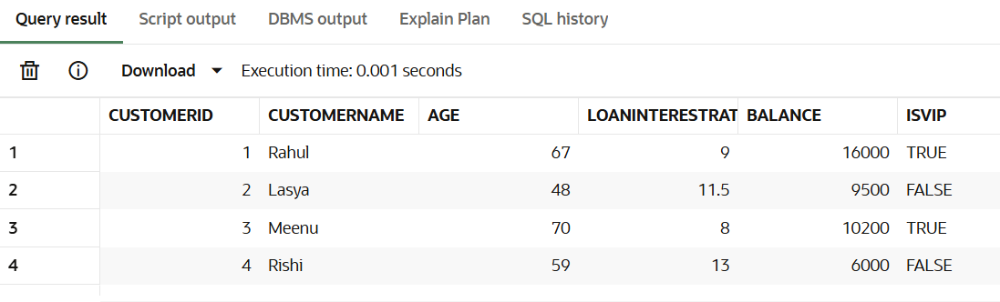 Query result Script output DBMS output Explain Plan SQL history
Download Execution time: 0.001 seconds
CUSTOMERID CUSTOMERNAME AGE LOANINTERESTRAT BALANCE ISVIP
1 1 Rahul 67 9 16000 TRUE
2 2 Lasya 48 11.5 9500 FALSE
3 3 Meenu 70 8 10200 TRUE
4 4 Rishi 59 13 6000 FALSE